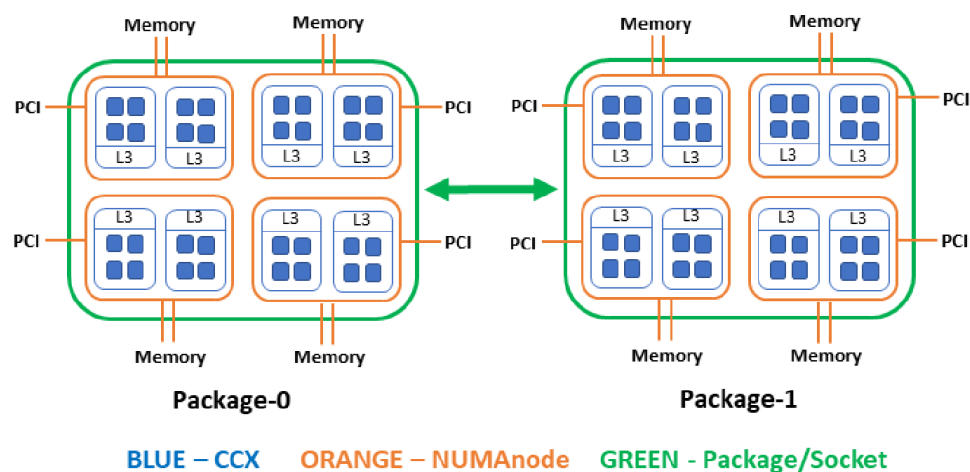 Memory Memory Memory Memory
PCI PCI PCI PCI
L3 L3 L3 L3 L3 L3 L3 L3
L3 L3 L3 L3 L3 L3 L3 L3
PCI PCI PCI PCI
Memory Memory Memory Memory
Package-0 Package-1
BLUE – CCX ORANGE – NUMAnode GREEN - Package/Socket